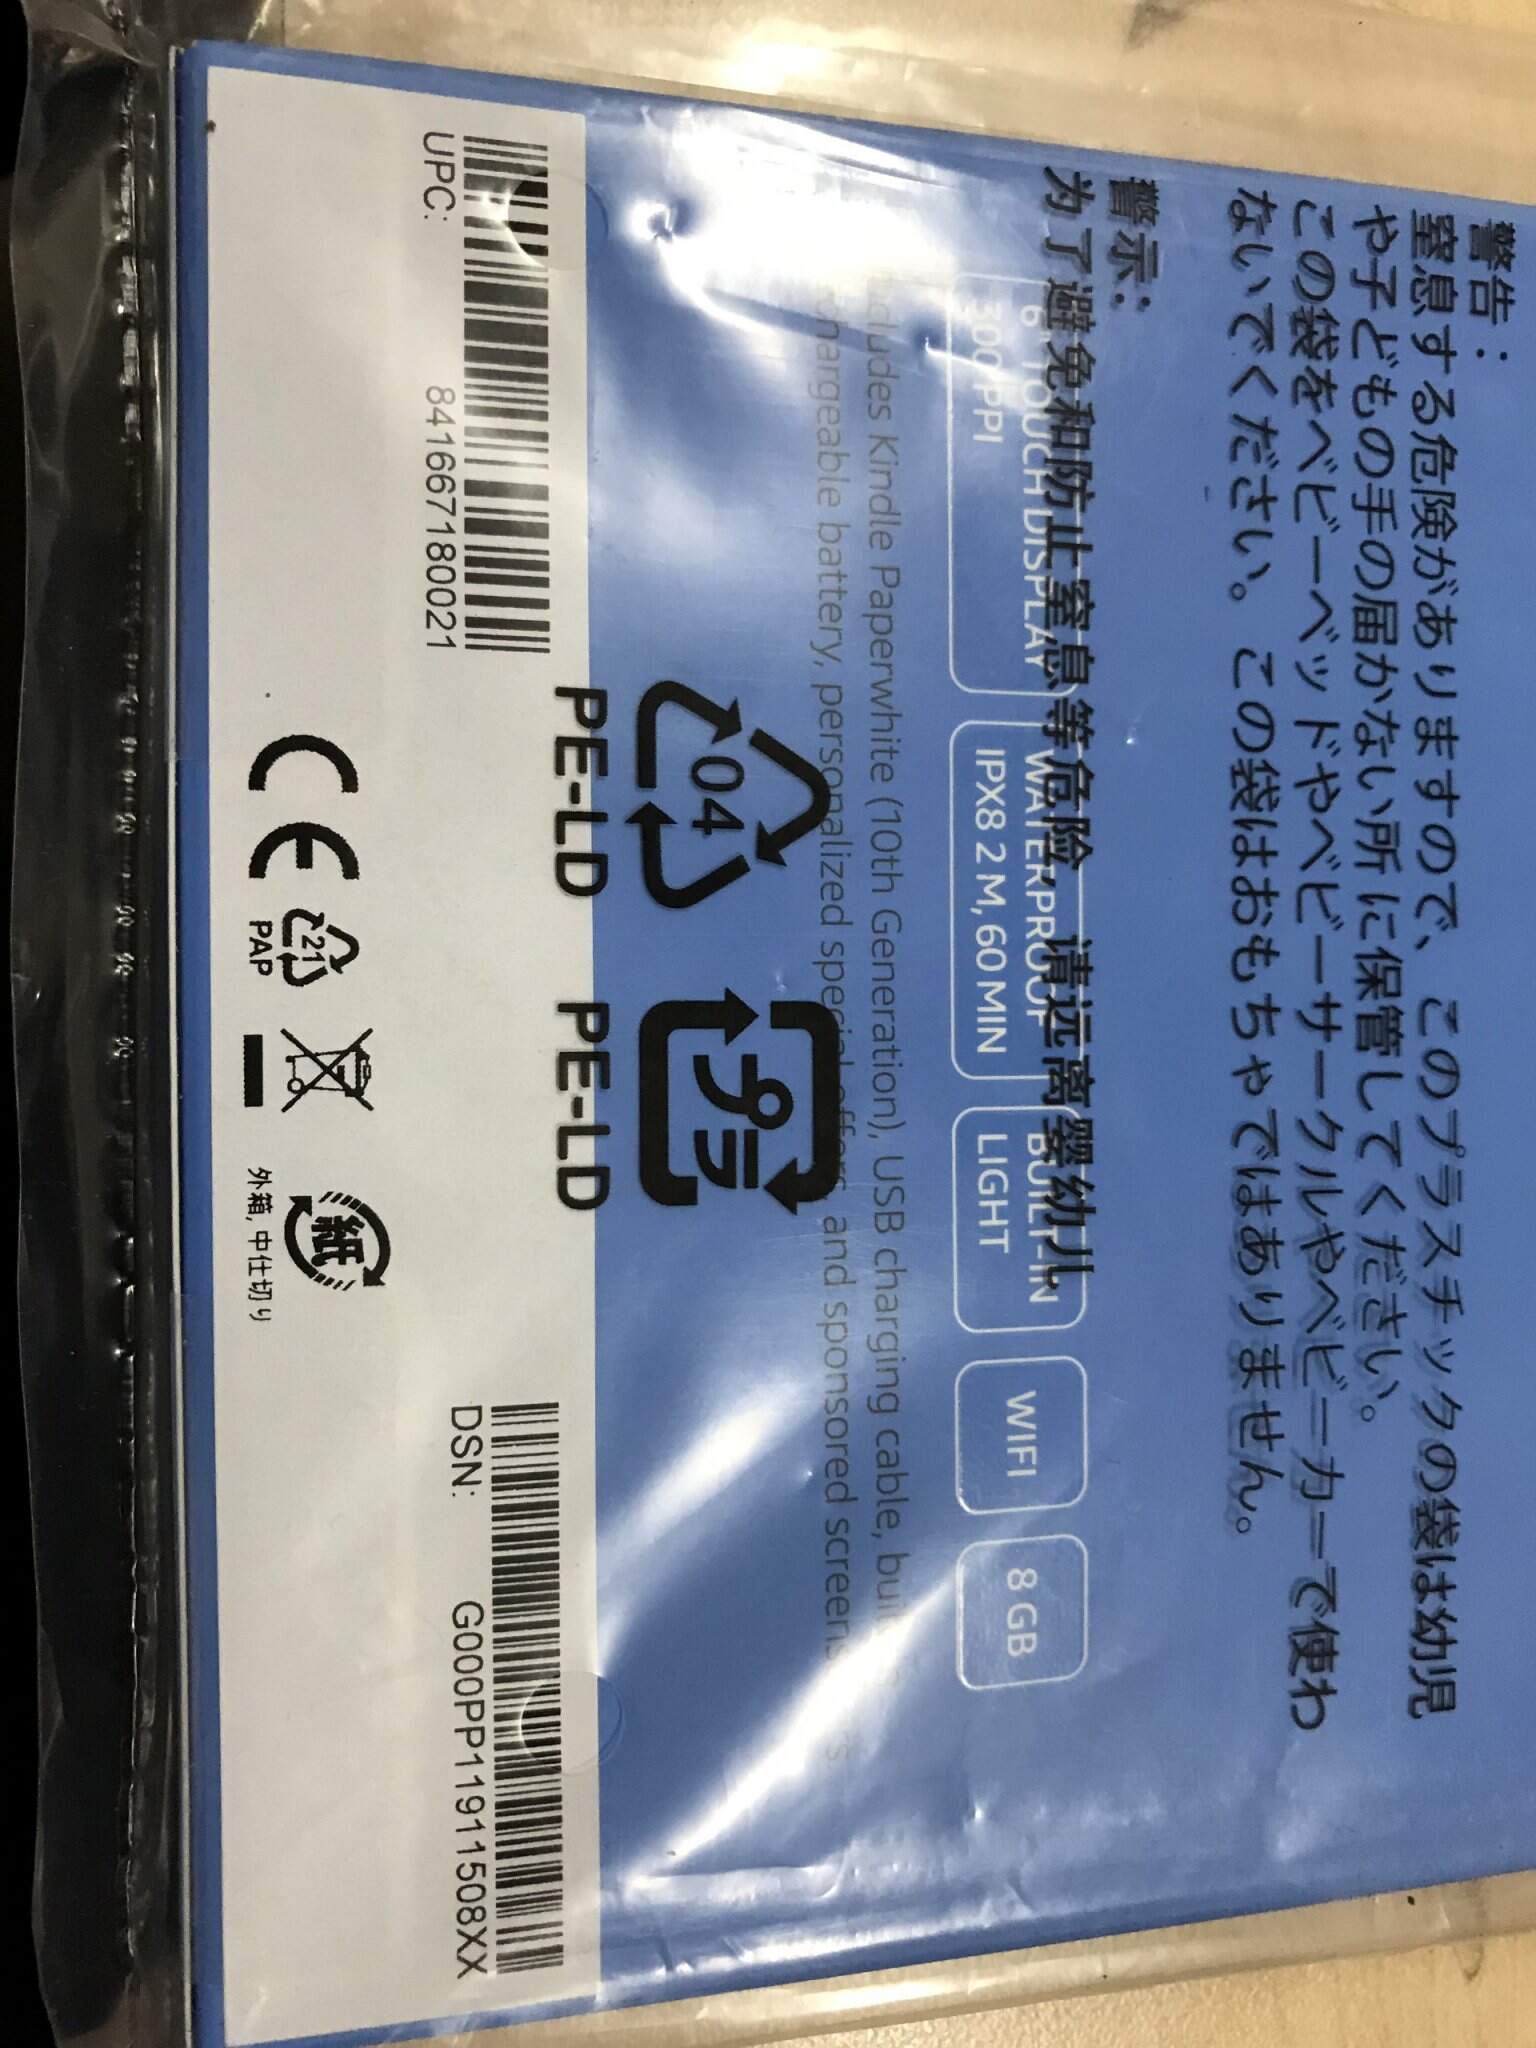 警告：
窒息する危険がありますので、このプラスチックの袋は幼児
や子どもの手の届かない所に保管してください。
この袋をベビーベッドやベビーサークルやベビーカーで使わ
ないでください。この袋はおもちゃではありません。
警示：
为了避免和防止窒息等危险，请远离婴幼儿
6" TOUCH DISPLAY
300 PPI
WATERPROOF
IPX8 2 M, 60 MIN
BUILT-IN
LIGHT
WIFI
8 GB
Kindle Paperwhite (10th Generation), USB charging cable,
battery, personalized special offers and sponsored
04
PE-LD
プラ
PE-LD
UPC:
841667180021
DSN:
G000PP11911508XX
CE
21
PAP
紙
外箱, 中仕切り